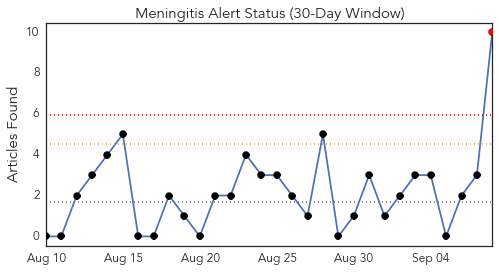 Meningitis Alert Status (30-Day Window)
Articles Found
10
8
6
4
2
0
Aug 10 Aug 15 Aug 20 Aug 25 Aug 30 Sep 04